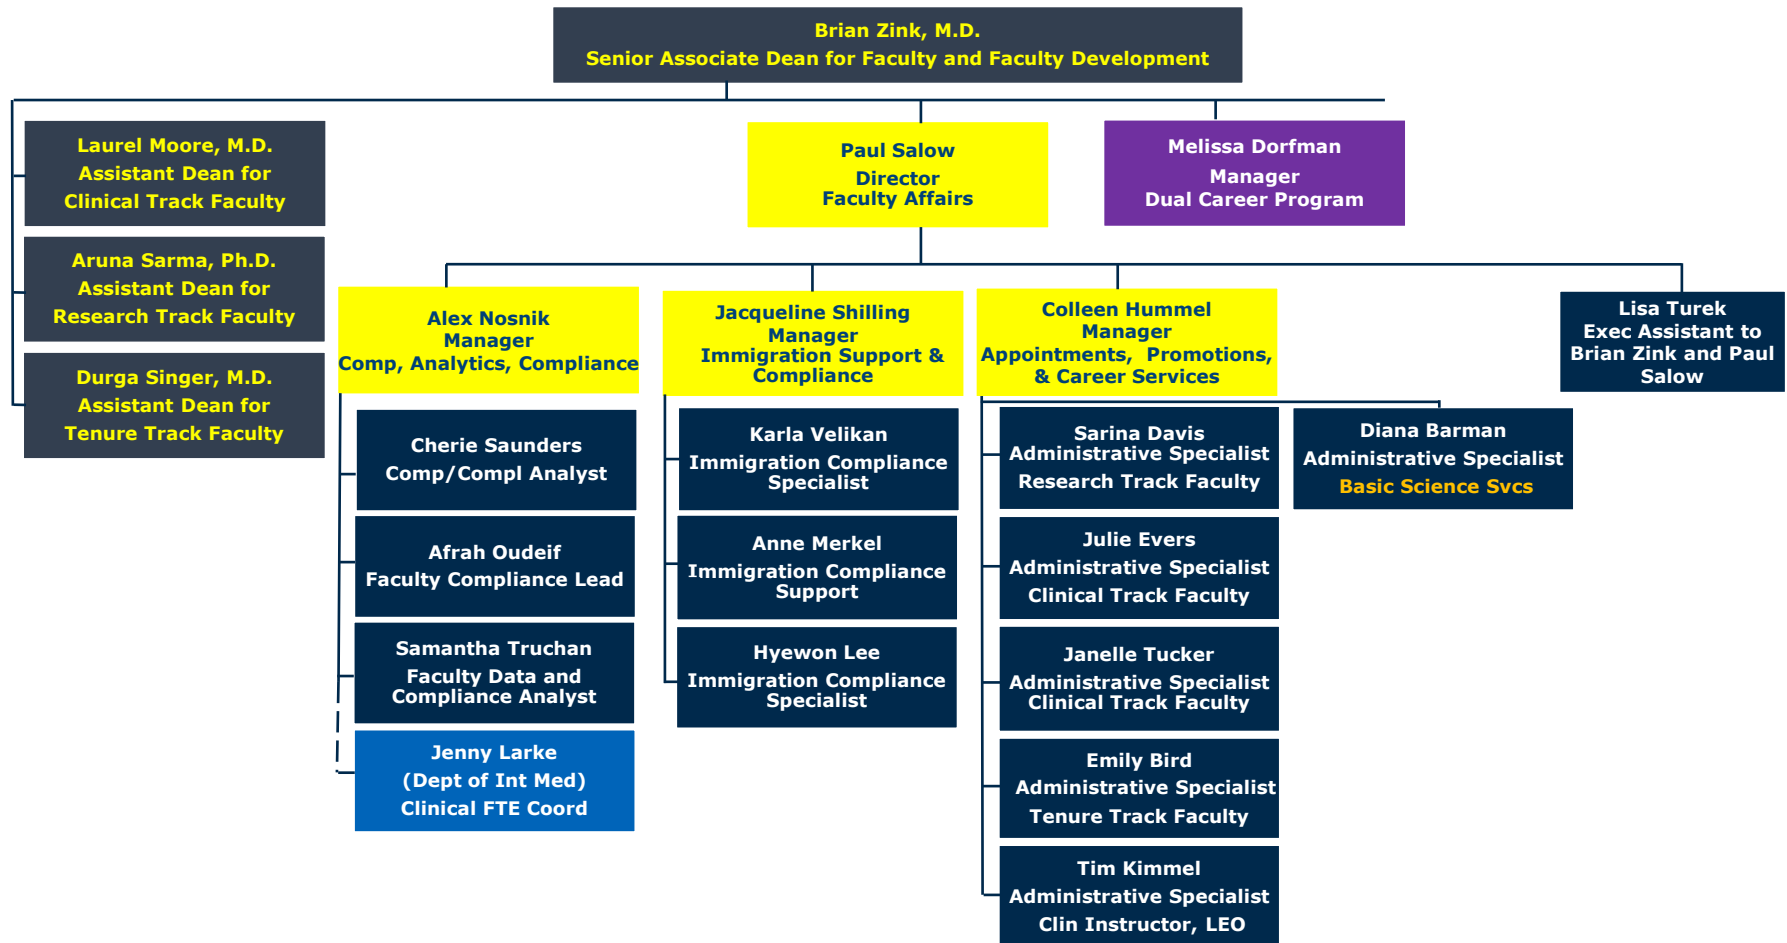 Brian Zink, M.D.
Senior Associate Dean for Faculty and Faculty Development
Laurel Moore, M.D.
Assistant Dean for
Clinical Track Faculty
Aruna Sarma, Ph.D.
Assistant Dean for
Research Track Faculty
Durga Singer, M.D.
Assistant Dean for
Tenure Track Faculty
Paul Salow
Director
Faculty Affairs
Melissa Dorfman
Manager
Dual Career Program
Alex Nosnik
Manager
Comp, Analytics, Compliance
Jacqueline Shilling
Manager
Immigration Support &
Compliance
Colleen Hummel
Manager
Appointments, Promotions,
& Career Services
Lisa Turek
Exec Assistant to
Brian Zink and Paul
Salow
Cherie Saunders
Comp/Compl Analyst
Afrah Oudeif
Faculty Compliance Lead
Samantha Truchan
Faculty Data and
Compliance Analyst
Jenny Larke
(Dept of Int Med)
Clinical FTE Coord
Karla Velikan
Immigration Compliance
Specialist
Anne Merkel
Immigration Compliance
Support
Hyewon Lee
Immigration Compliance
Specialist
Sarina Davis
Administrative Specialist
Research Track Faculty
Julie Evers
Administrative Specialist
Clinical Track Faculty
Janelle Tucker
Administrative Specialist
Clinical Track Faculty
Emily Bird
Administrative Specialist
Tenure Track Faculty
Tim Kimmel
Administrative Specialist
Clin Instructor, LEO
Diana Barman
Administrative Specialist
Basic Science Svcs